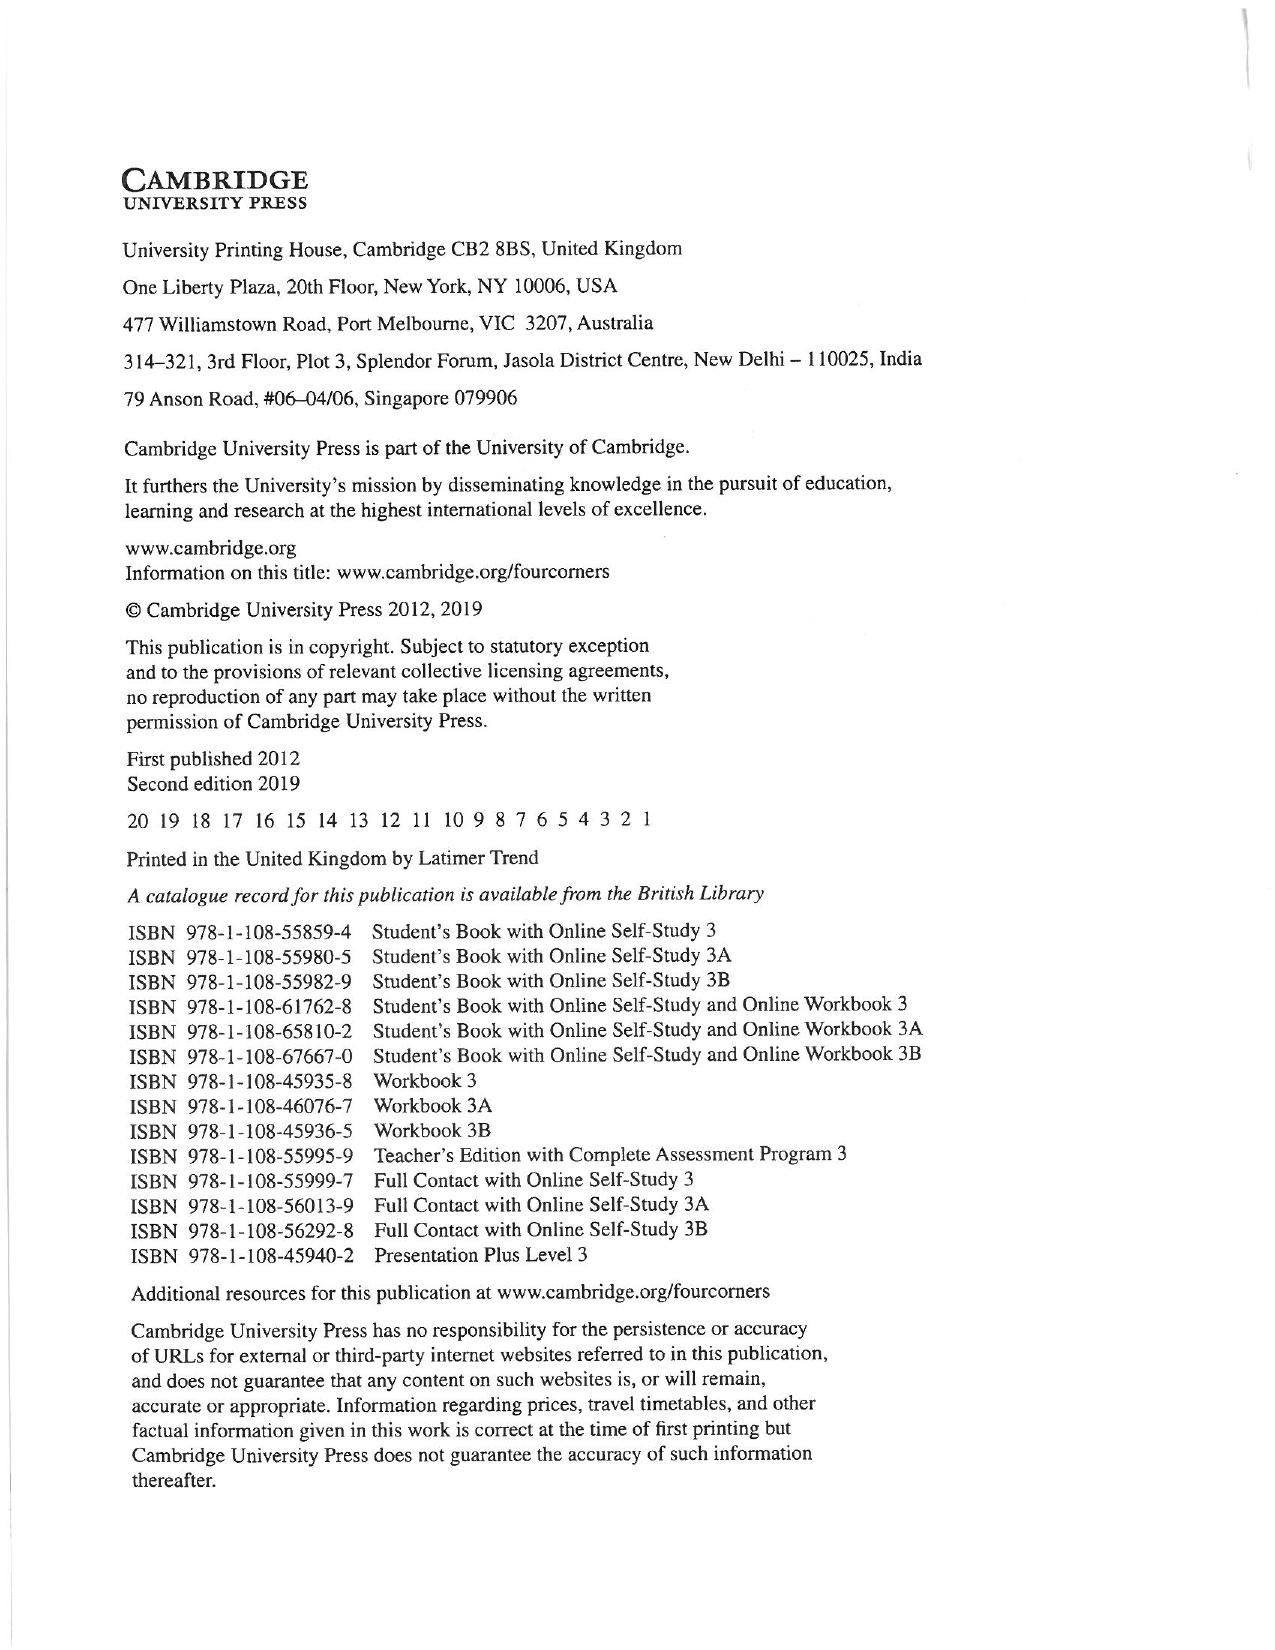 CAMBRIDGE
UNIVERSITY PRESS
University Printing House, Cambridge CB2 8BS, United Kingdom
One Liberty Plaza, 20th Floor, New York, NY 10006, USA
477 Williamstown Road, Port Melbourne, VIC 3207, Australia
314–321, 3rd Floor, Plot 3, Splendor Forum, Jasola District Centre, New Delhi – 110025, India
79 Anson Road, #06–04/06, Singapore 079906
Cambridge University Press is part of the University of Cambridge.
It furthers the University's mission by disseminating knowledge in the pursuit of education,
learning and research at the highest international levels of excellence.
www.cambridge.org
Information on this title: www.cambridge.org/fourcorners
© Cambridge University Press 2012, 2019
This publication is in copyright. Subject to statutory exception
and to the provisions of relevant collective licensing agreements,
no reproduction of any part may take place without the written
permission of Cambridge University Press.
First published 2012
Second edition 2019
20 19 18 17 16 15 14 13 12 11 10 9 8 7 6 5 4 3 2 1
Printed in the United Kingdom by Latimer Trend
A catalogue record for this publication is available from the British Library
ISBN 978-1-108-55859-4 Student's Book with Online Self-Study 3
ISBN 978-1-108-55980-5 Student's Book with Online Self-Study 3A
ISBN 978-1-108-55982-9 Student's Book with Online Self-Study 3B
ISBN 978-1-108-61762-8 Student's Book with Online Self-Study and Online Workbook 3
ISBN 978-1-108-65810-2 Student's Book with Online Self-Study and Online Workbook 3A
ISBN 978-1-108-67667-0 Student's Book with Online Self-Study and Online Workbook 3B
ISBN 978-1-108-45935-8 Workbook 3
ISBN 978-1-108-46076-7 Workbook 3A
ISBN 978-1-108-45936-5 Workbook 3B
ISBN 978-1-108-55995-9 Teacher's Edition with Complete Assessment Program 3
ISBN 978-1-108-55999-7 Full Contact with Online Self-Study 3
ISBN 978-1-108-56013-9 Full Contact with Online Self-Study 3A
ISBN 978-1-108-56292-8 Full Contact with Online Self-Study 3B
ISBN 978-1-108-45940-2 Presentation Plus Level 3
Additional resources for this publication at www.cambridge.org/fourcorners
Cambridge University Press has no responsibility for the persistence or accuracy
of URLs for external or third-party internet websites referred to in this publication,
and does not guarantee that any content on such websites is, or will remain,
accurate or appropriate. Information regarding prices, travel timetables, and other
factual information given in this work is correct at the time of first printing but
Cambridge University Press does not guarantee the accuracy of such information
thereafter.